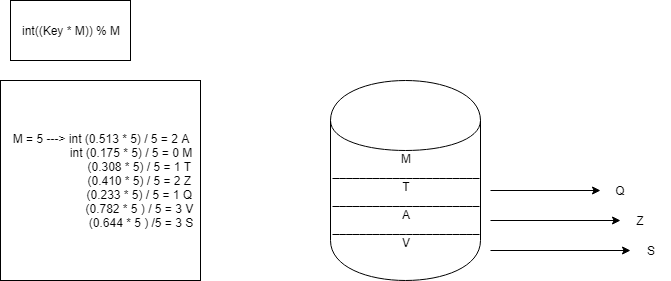 int((Key * M)) % M
M = 5 ---> int (0.513 * 5) / 5 = 2 A
int (0.175 * 5) / 5 = 0 M
(0.308 * 5) / 5 = 1 T
(0.410 * 5) / 5 = 2 Z
(0.233 * 5) / 5 = 1 Q
(0.782 * 5 ) / 5 = 3 V
(0.644 * 5 ) /5 = 3 S
M
T
Q
A
Z
V
S